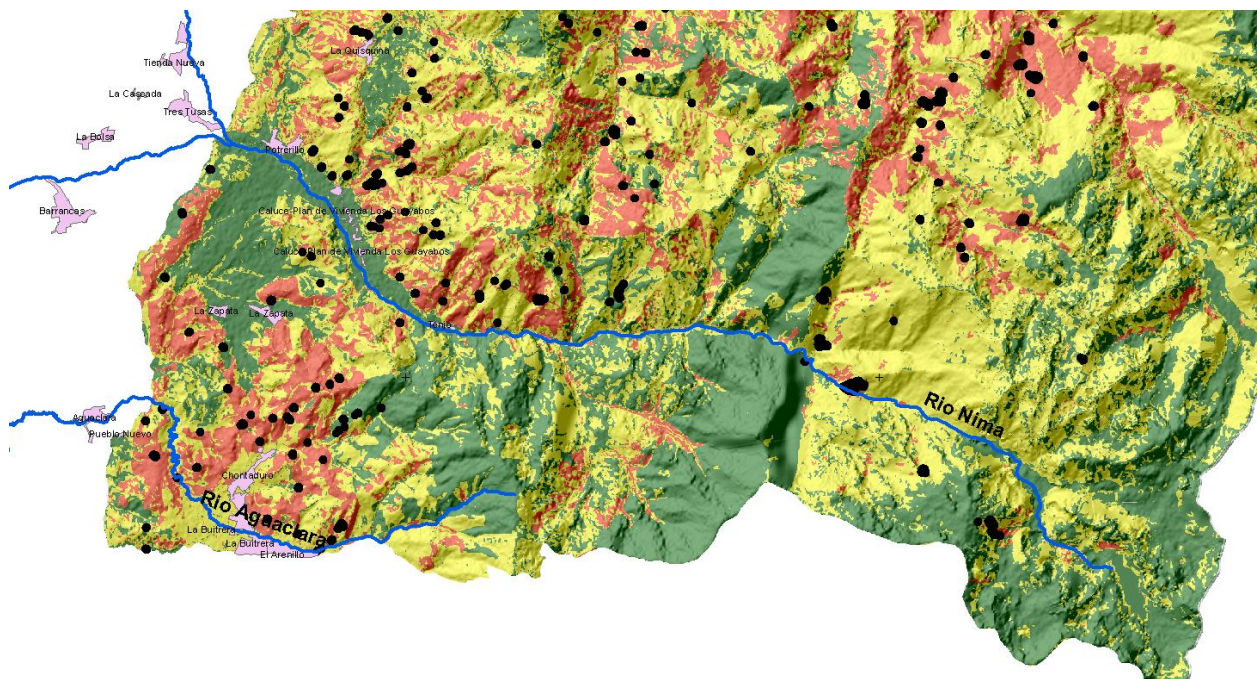 La Quisquina
Tienda Nueva
La Cascada
Tres Tusas
La Bolsa
Potrerillo
Barrancas
Caluce-Plan de Vivienda Los Guayabos
Caluce-Plan de Vivienda Los Guayabos
La Zapata
La Zapata
Tenjo
Rio Nima
Aguaclara
Pueblo Nuevo
Chontaduro
Rio Aguaclara
La Buitrera
La Buitrera
El Arenillo